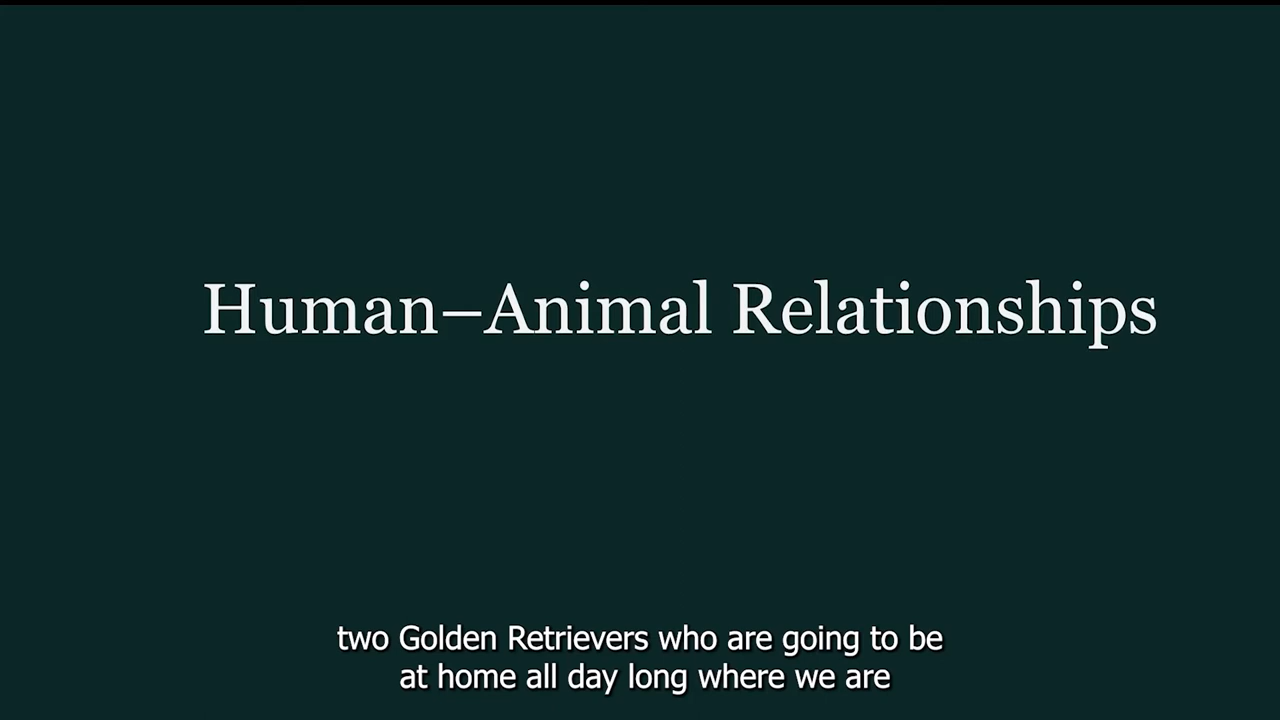 Human–Animal Relationships
two Golden Retrievers who are going to be
at home all day long where we are